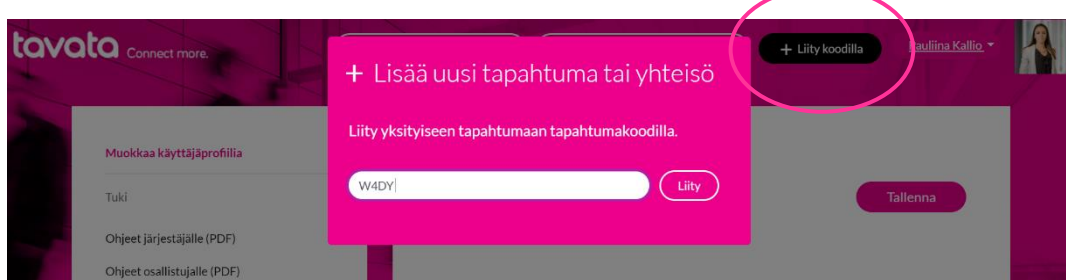 tavata Connect more.
+ Liity koodilla
Pauliina Kallio
+ Lisää uusi tapahtuma tai yhteisö
Liity yksityiseen tapahtumaan tapahtumakoodilla.
W4DY
Liity
Muokkaa käyttäjäprofiilia
Tuki
Tallenna
Ohjeet järjestäjälle (PDF)
Ohjeet osallistujalle (PDF)